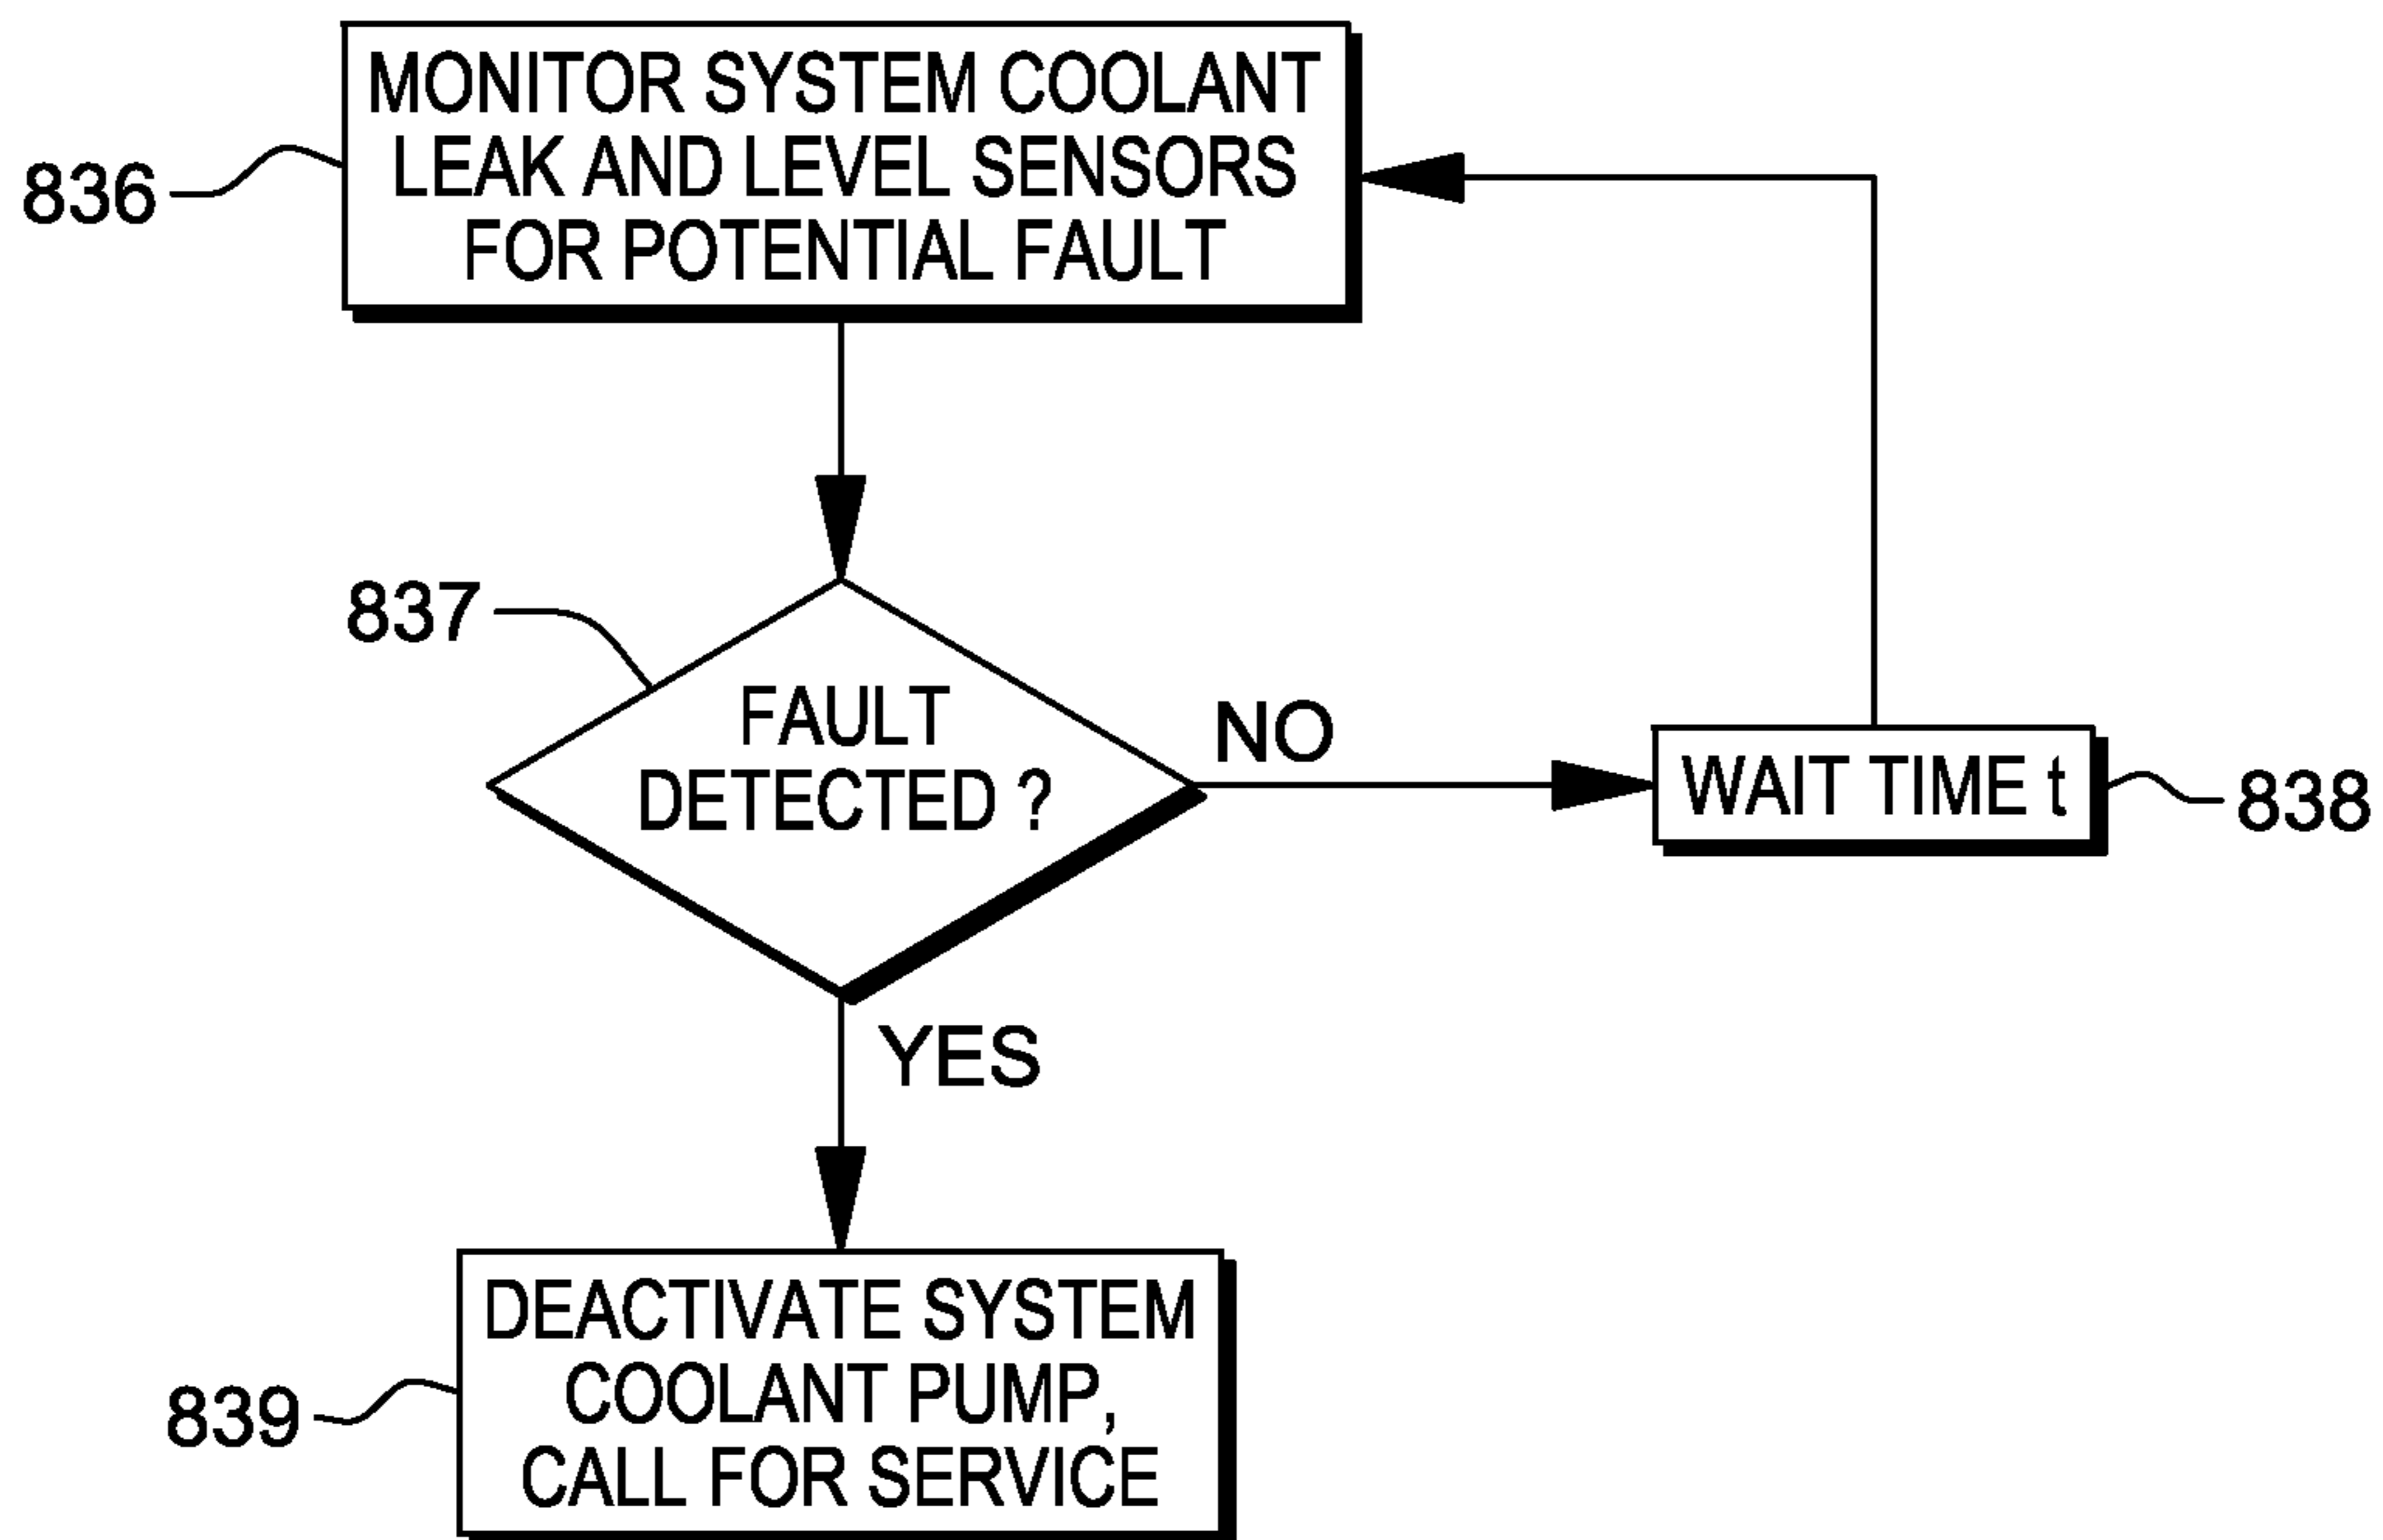 MONITOR SYSTEM COOLANT
LEAK AND LEVEL SENSORS
FOR POTENTIAL FAULT
836
837
FAULT
DETECTED ?
NO
WAIT TIME t
838
YES
DEACTIVATE SYSTEM
COOLANT PUMP,
CALL FOR SERVICE
839